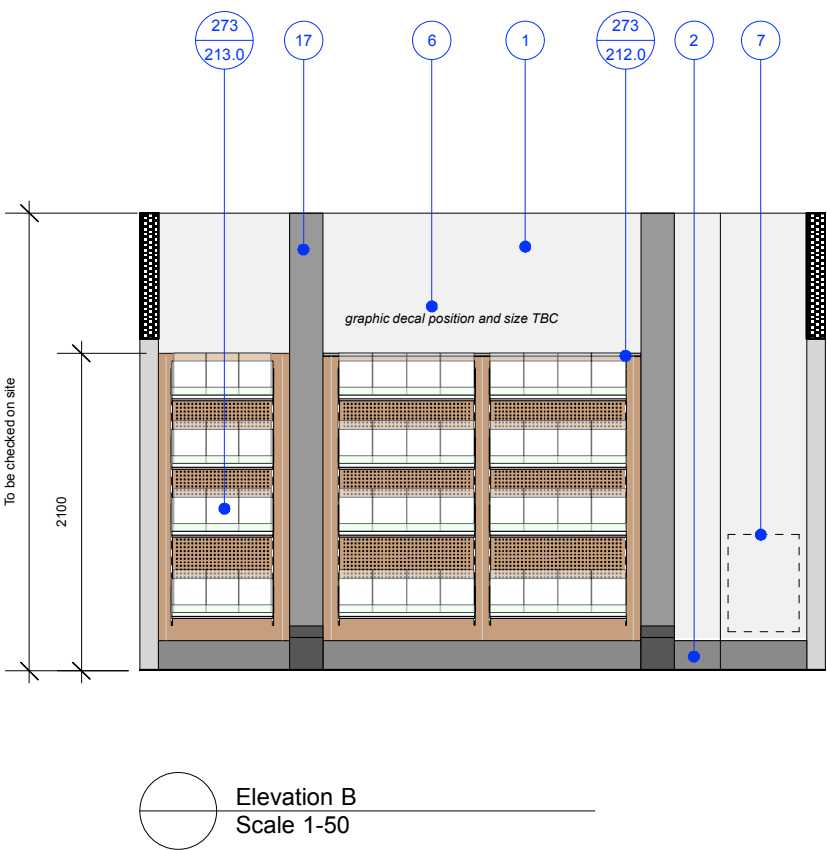 273
213.0
17
6
1
273
212.0
2
7
graphic decal position and size TBC
To be checked on site
2100
Elevation B
Scale 1-50